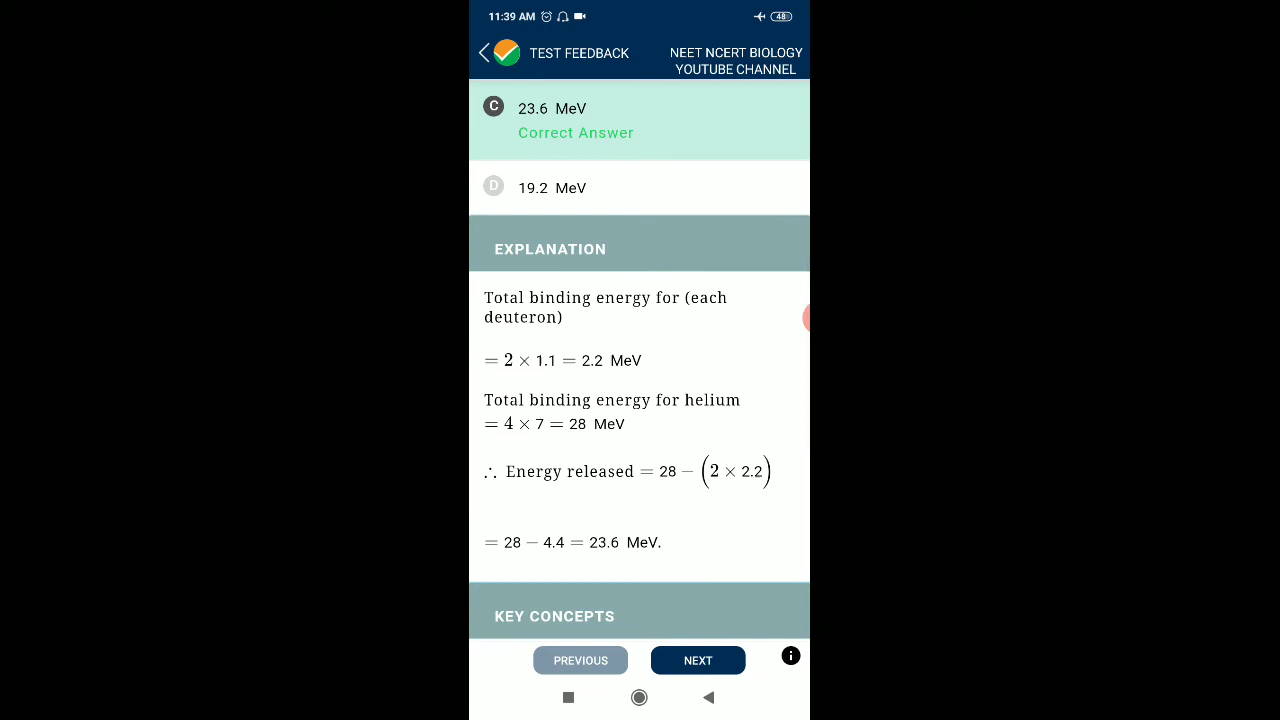 11:39 AM
48
TEST FEEDBACK
NEET NCERT BIOLOGY
YOUTUBE CHANNEL
C 23.6 MeV
Correct Answer
D 19.2 MeV
EXPLANATION
Total binding energy for (each
deuteron)
= 2 × 1.1 = 2.2 MeV
Total binding energy for helium
= 4 × 7 = 28 MeV
∴ Energy released = 28 − (2 × 2.2)
= 28 − 4.4 = 23.6 MeV.
KEY CONCEPTS
PREVIOUS
NEXT